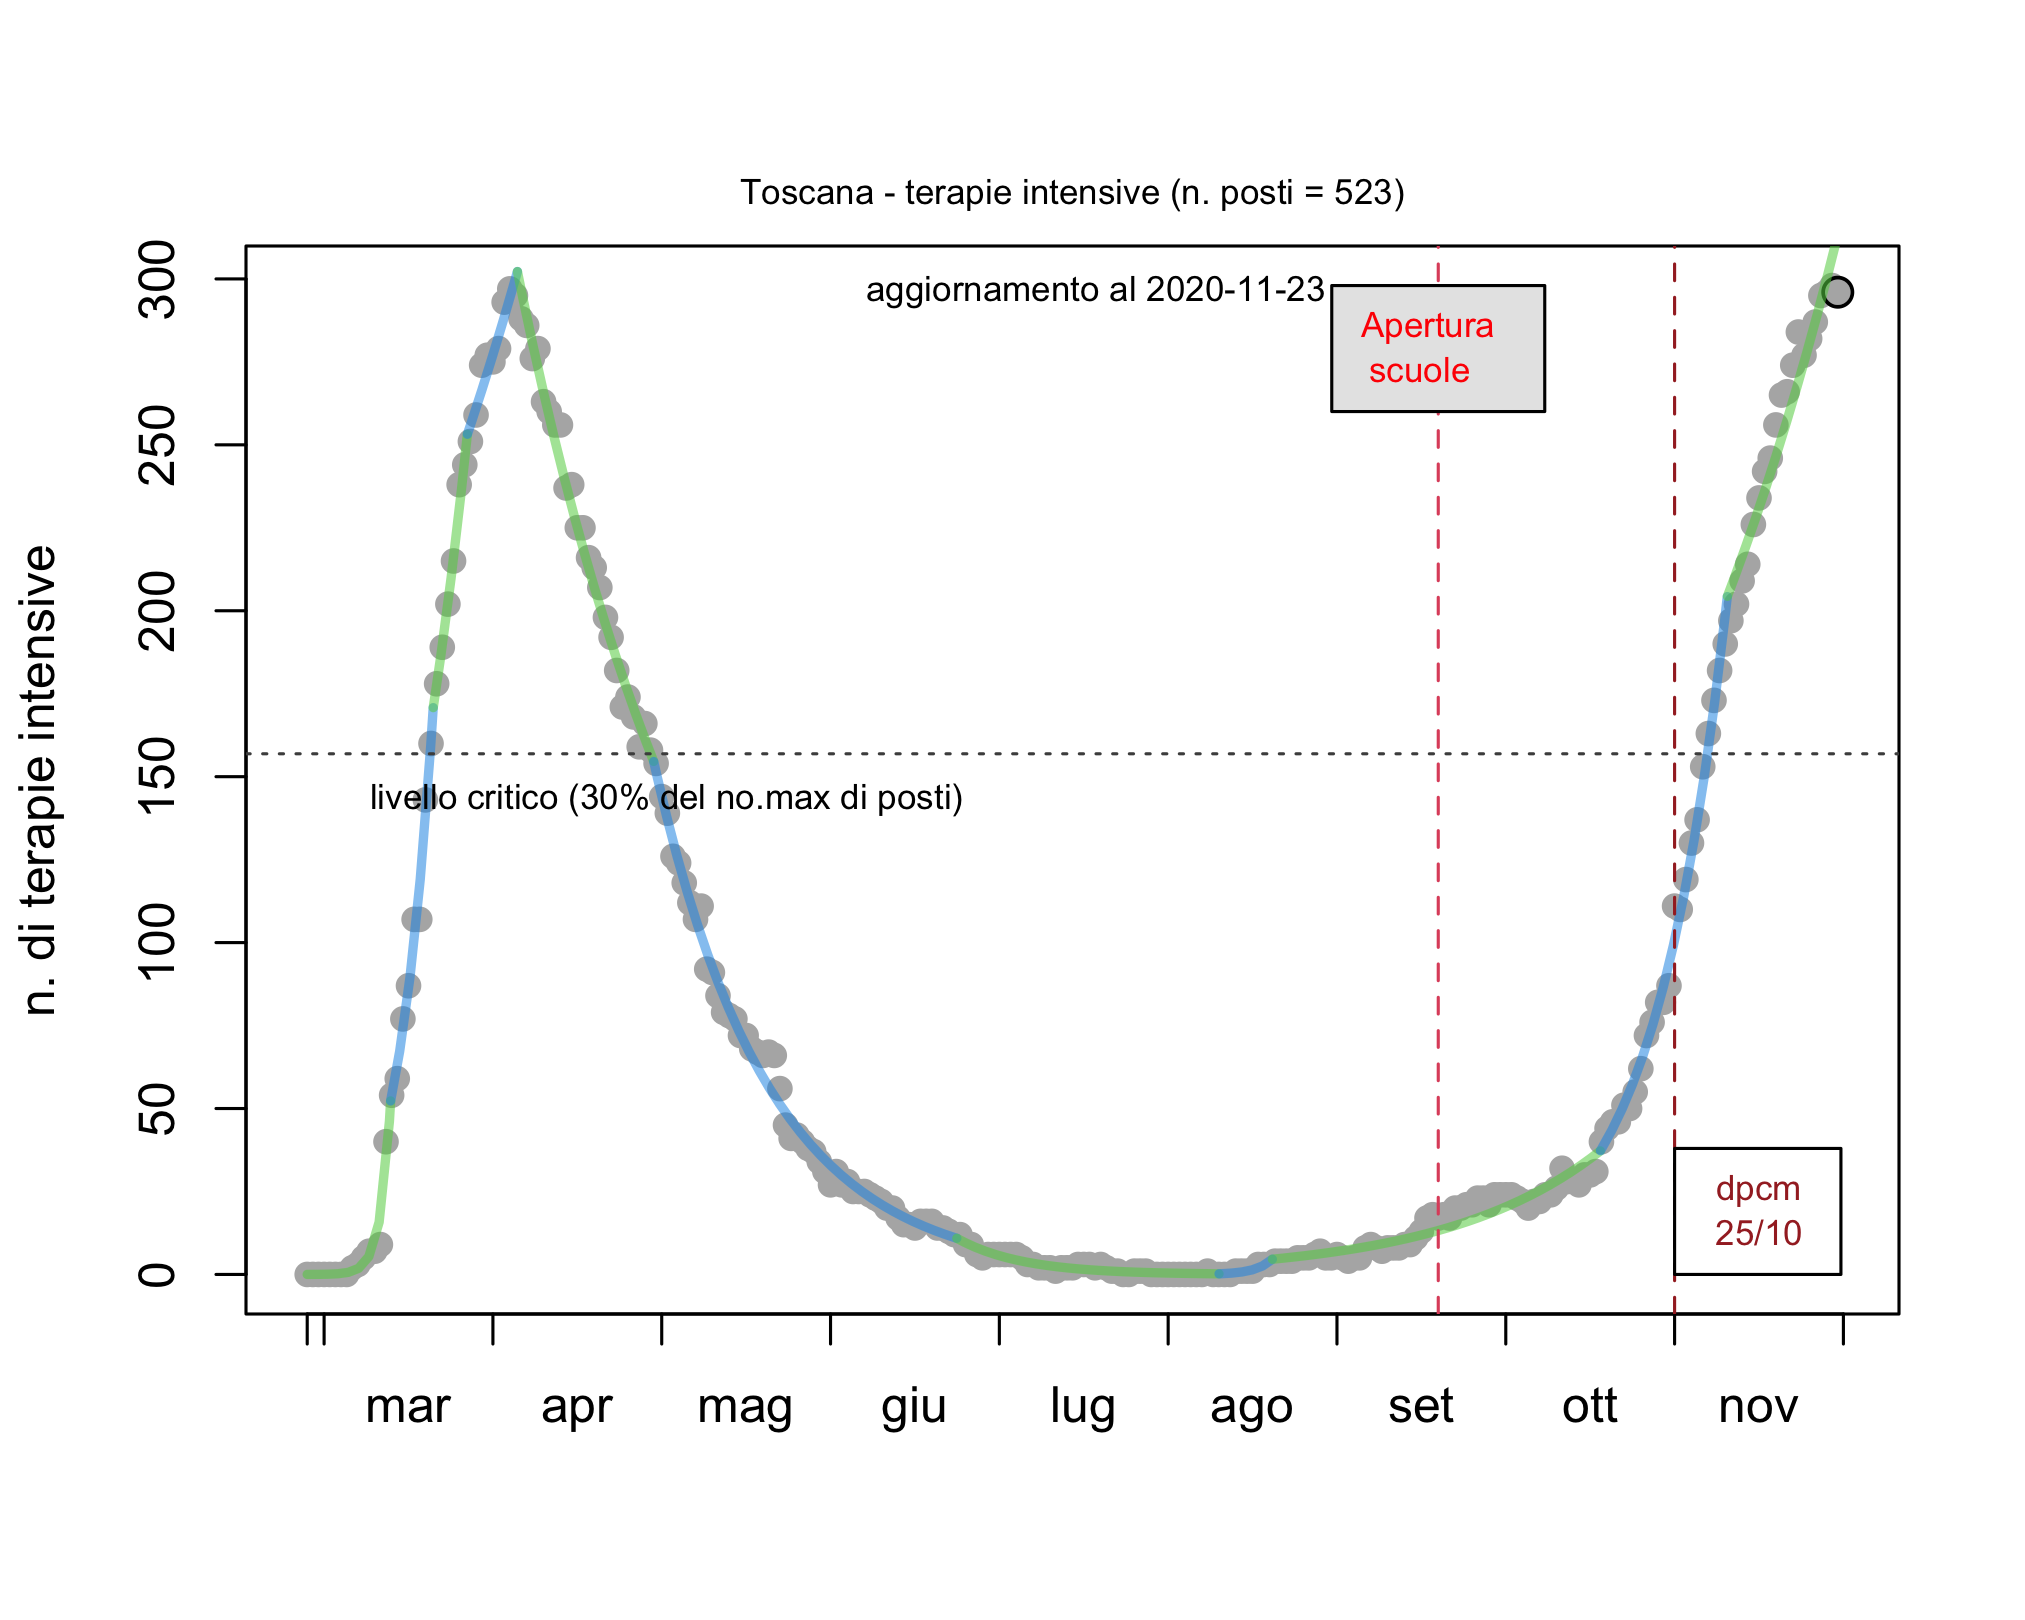 Toscana - terapie intensive (n. posti = 523)
aggiornamento al 2020-11-23
Apertura
scuole
n. di terapie intensive
300
250
200
150
100
50
0
livello critico (30% del no.max di posti)
dpcm
25/10
mar apr mag giu lug ago set ott nov